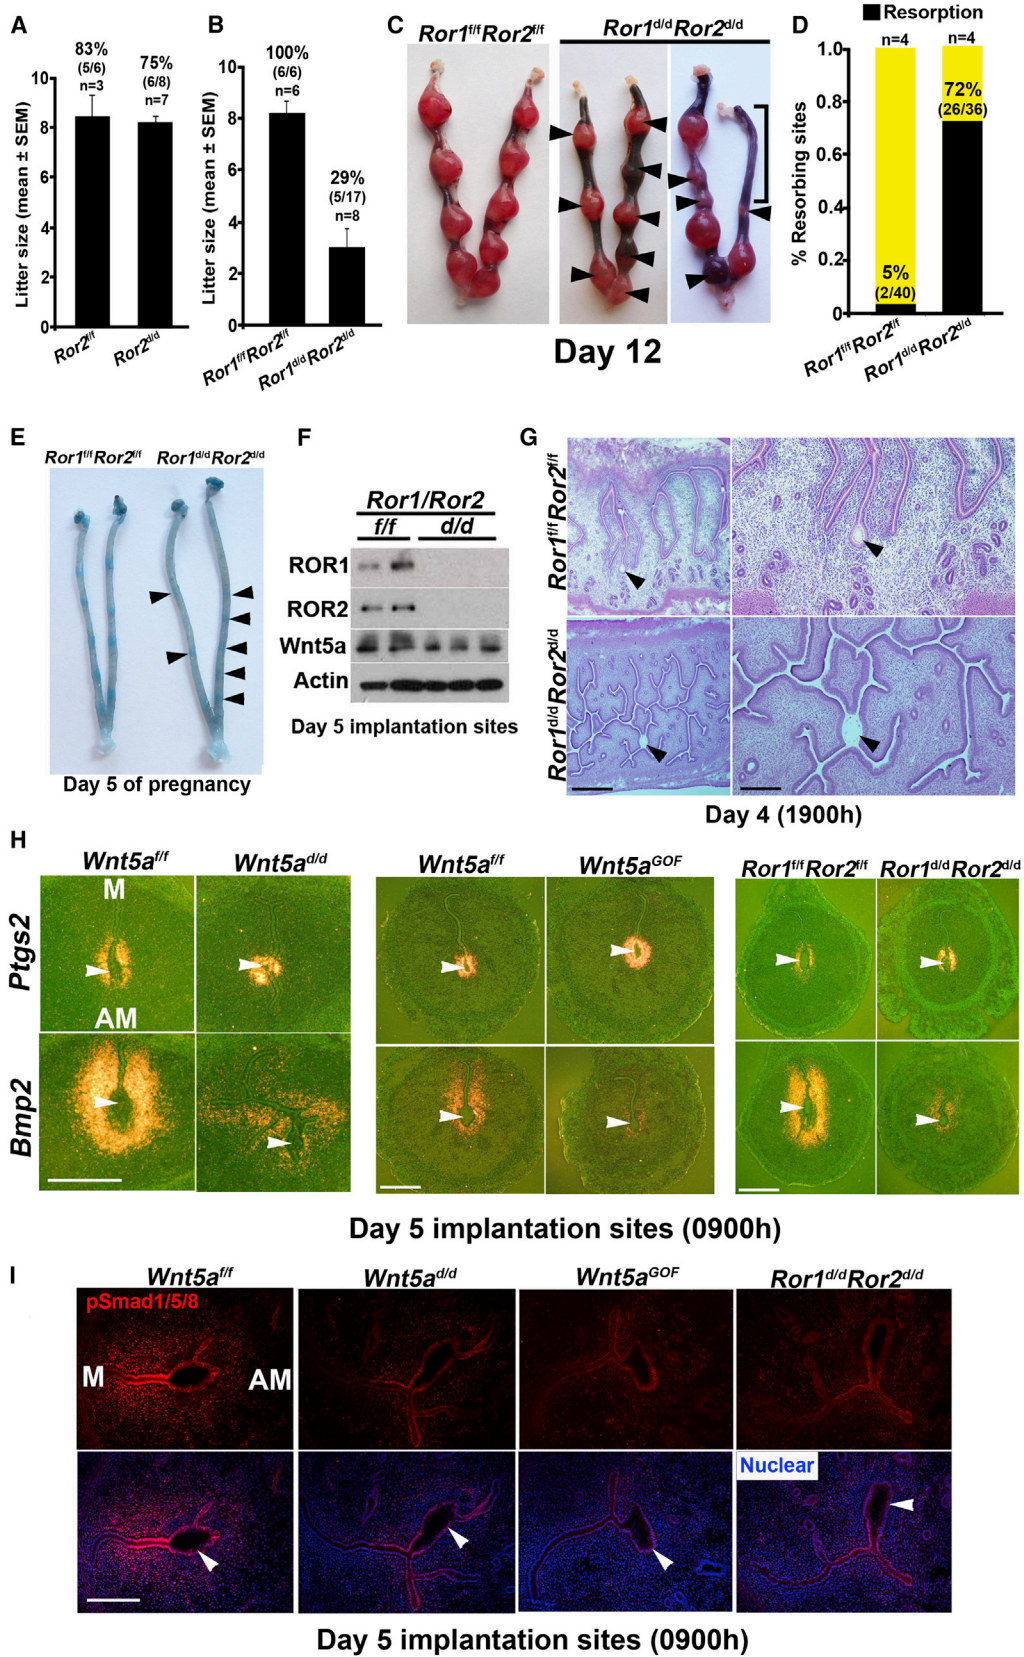 A
83%
(5/6)
n=3
75%
(6/8)
n=7
Litter size (mean ± SEM)
10
8
6
4
2
0
Ror2f/f
Ror2d/d
B
100%
(6/6)
n=6
29%
(5/17)
n=8
Litter size (mean ± SEM)
10
8
6
4
2
0
Ror1f/fRor2f/f
Ror1d/dRor2d/d
C
Ror1f/fRor2f/f
Ror1d/dRor2d/d
Day 12
D
Resorption
n=4
n=4
72%
(26/36)
5%
(2/40)
% Resorbing sites
1.0
0.8
0.6
0.4
0.2
0
Ror1f/fRor2f/f
Ror1d/dRor2d/d
E
Ror1f/fRor2f/f
Ror1d/dRor2d/d
Day 5 of pregnancy
F
Ror1/Ror2
f/f
d/d
ROR1
ROR2
Wnt5a
Actin
Day 5 implantation sites
G
Ror1f/fRor2f/f
Ror1d/dRor2d/d
Day 4 (1900h)
H
Wnt5af/f
Wnt5ad/d
Wnt5af/f
Wnt5aGOF
Ror1f/fRor2f/f
Ror1d/dRor2d/d
Ptgs2
M
AM
Bmp2
Day 5 implantation sites (0900h)
I
Wnt5af/f
Wnt5ad/d
Wnt5aGOF
Ror1d/dRor2d/d
pSmad1/5/8
M
AM
Nuclear
Day 5 implantation sites (0900h)